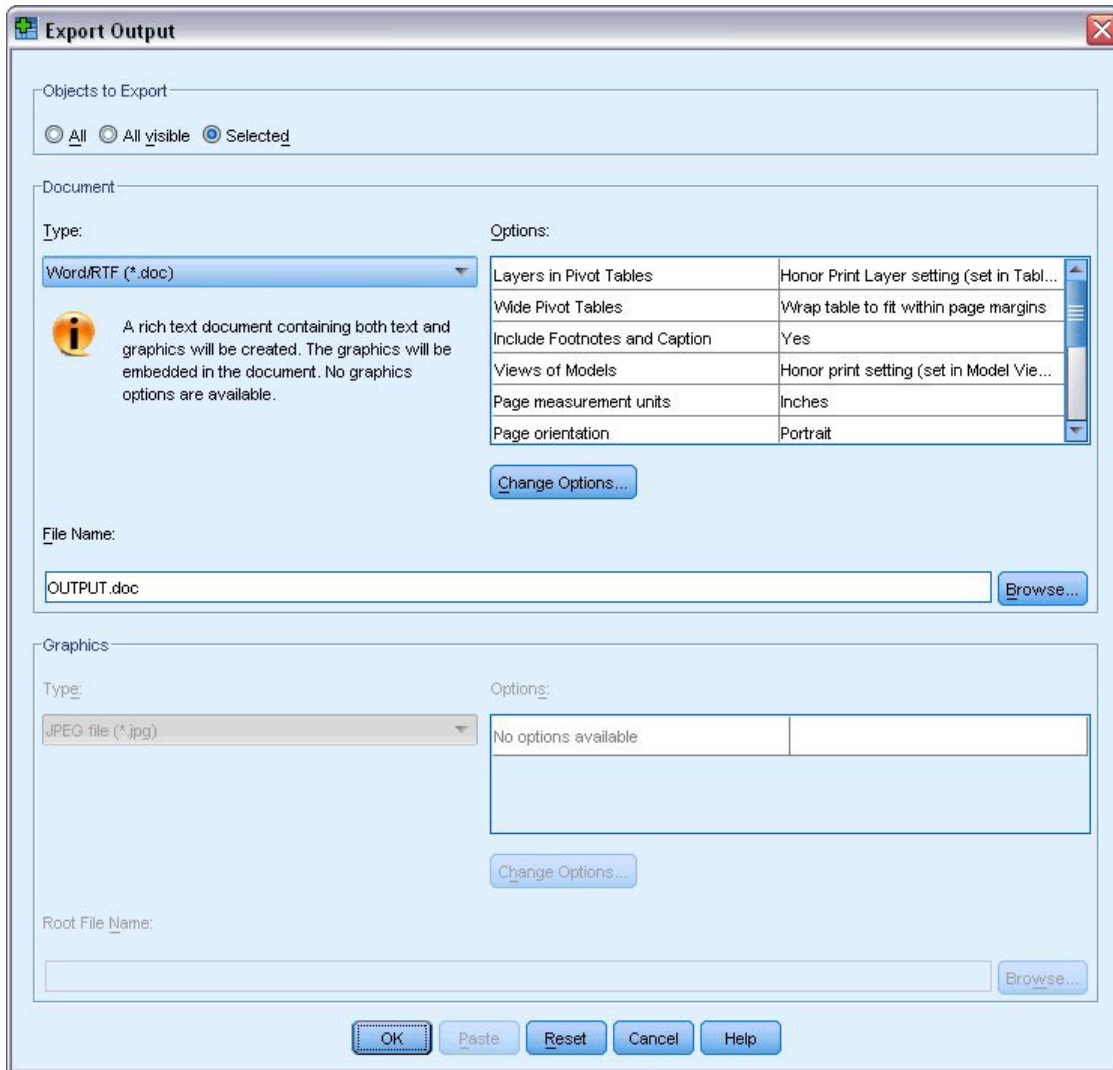 Export Output
Objects to Export
All All visible Selected
Document
Type:
Options:
Word/RTF (*.doc)
A rich text document containing both text and
graphics will be created. The graphics will be
embedded in the document. No graphics
options are available.
Layers in Pivot Tables Honor Print Layer setting (set in Tabl...
Wide Pivot Tables Wrap table to fit within page margins
Include Footnotes and Caption Yes
Views of Models Honor print setting (set in Model Vie...
Page measurement units Inches
Page orientation Portrait
Change Options...
File Name:
OUTPUT.doc
Browse...
Graphics
Type:
Options:
JPEG file (*.jpg)
No options available
Change Options...
Root File Name:
Browse...
OK Paste Reset Cancel Help